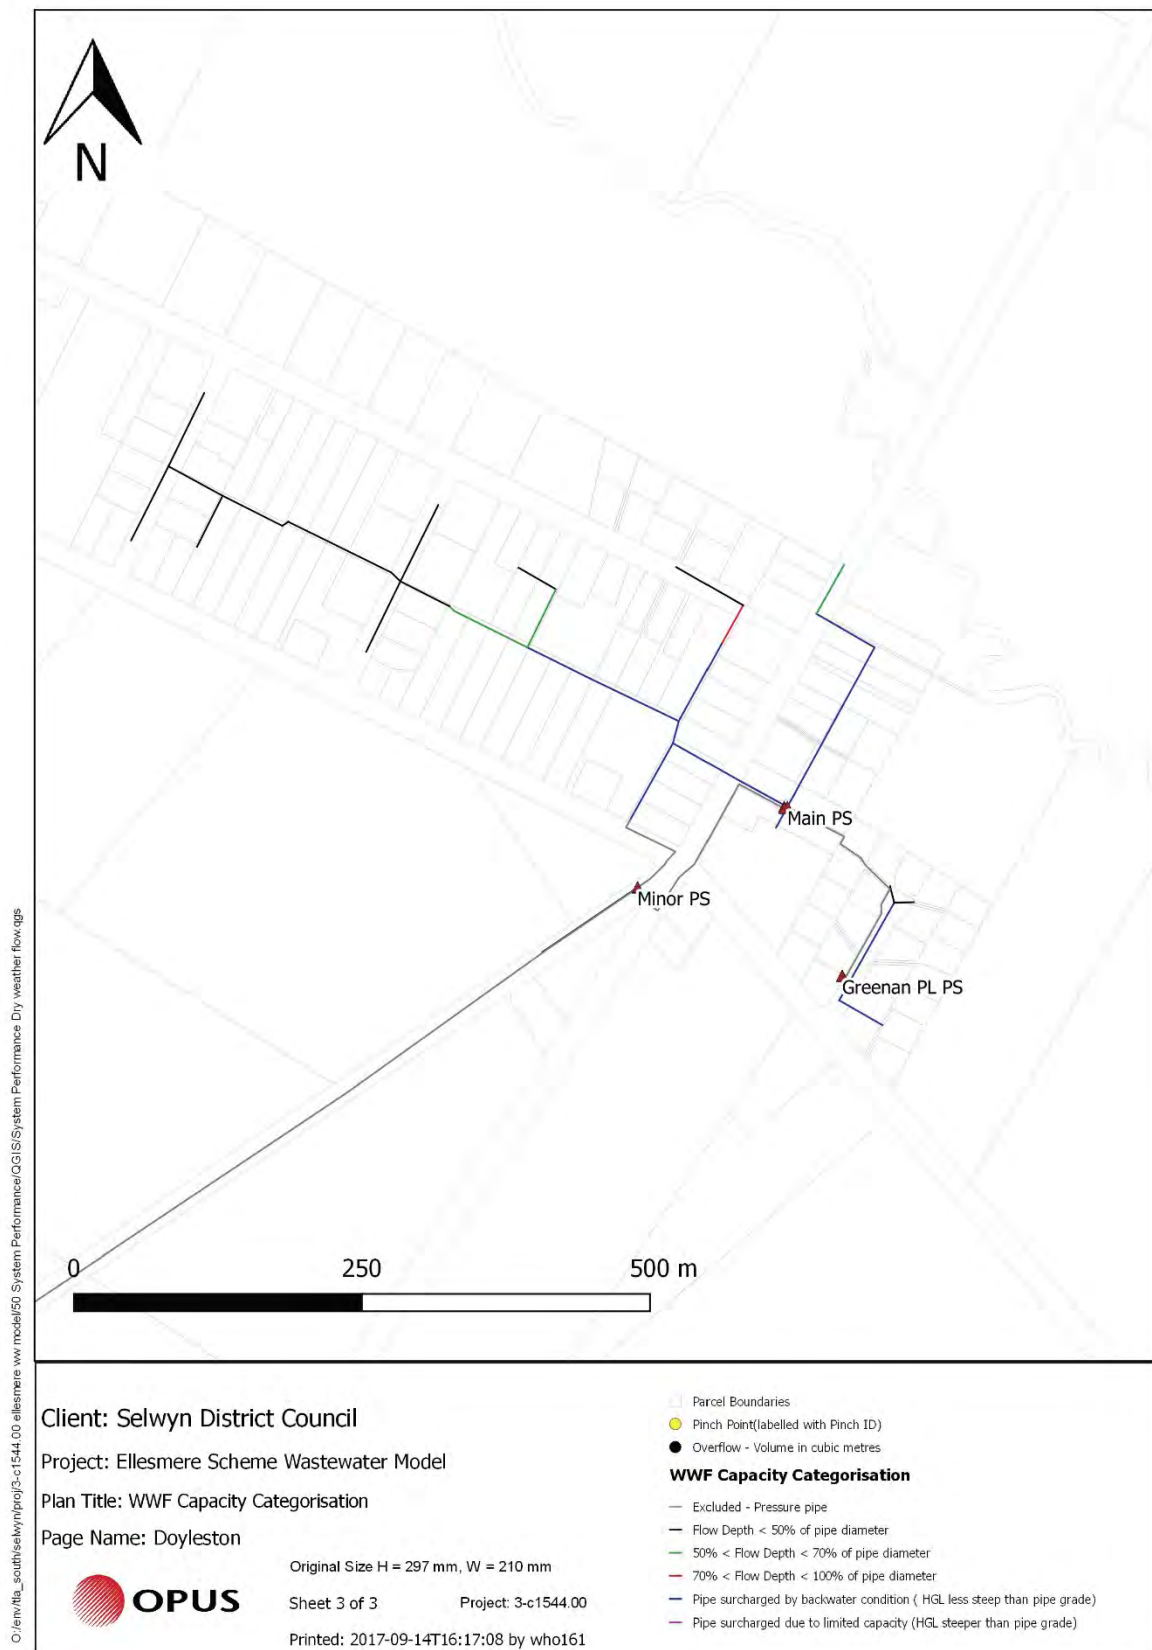 N
Main PS
Minor PS
Greenan PL PS
0 250 500 m
O:/env/tla_south/selwyn/proj/3-c1544.00 ellesmere ww model/50 System Performance/QGIS/System Performance Dry weather flow.qgs
Client: Selwyn District Council
Project: Ellesmere Scheme Wastewater Model
Plan Title: WWF Capacity Categorisation
Page Name: Doyleston
OPUS
Original Size H = 297 mm, W = 210 mm
Sheet 3 of 3 Project: 3-c1544.00
Printed: 2017-09-14T16:17:08 by who161
Parcel Boundaries
Pinch Point(labelled with Pinch ID)
Overflow - Volume in cubic metres
WWF Capacity Categorisation
Excluded - Pressure pipe
Flow Depth < 50% of pipe diameter
50% < Flow Depth < 70% of pipe diameter
70% < Flow Depth < 100% of pipe diameter
Pipe surcharged by backwater condition ( HGL less steep than pipe grade)
Pipe surcharged due to limited capacity (HGL steeper than pipe grade)